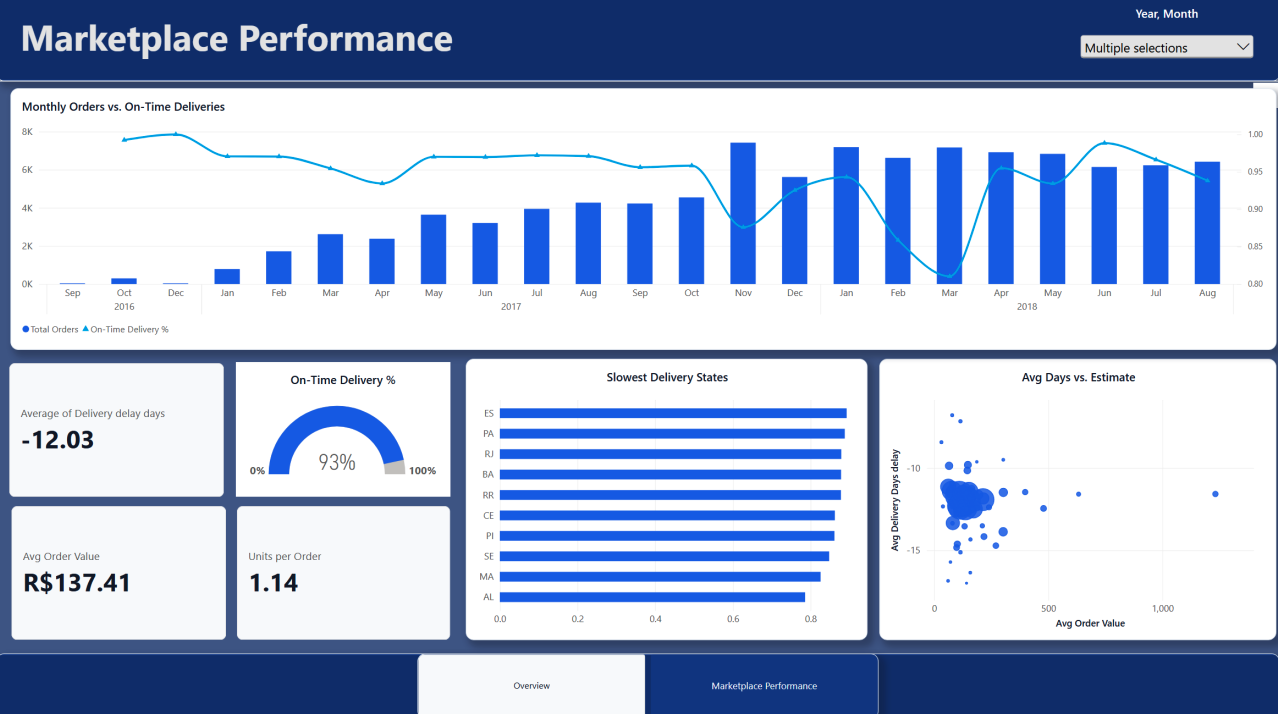 Marketplace Performance
Year, Month
Multiple selections
Monthly Orders vs. On-Time Deliveries
8K
6K
4K
2K
0K
1.00
0.95
0.90
0.85
0.80
Sep Oct Dec Jan Feb Mar Apr May Jun Jul Aug Sep Oct Nov Dec Jan Feb Mar Apr May Jun Jul Aug
2016 2017 2018
Total Orders On-Time Delivery %
Average of Delivery delay days
-12.03
On-Time Delivery %
0% 93% 100%
Avg Order Value
R$137.41
Units per Order
1.14
Slowest Delivery States
ES
PA
RJ
BA
RR
CE
PI
SE
MA
AL
0.0 0.2 0.4 0.6 0.8
Avg Days vs. Estimate
Avg Delivery Days delay
-10
-15
0 500 1,000
Avg Order Value
Overview
Marketplace Performance